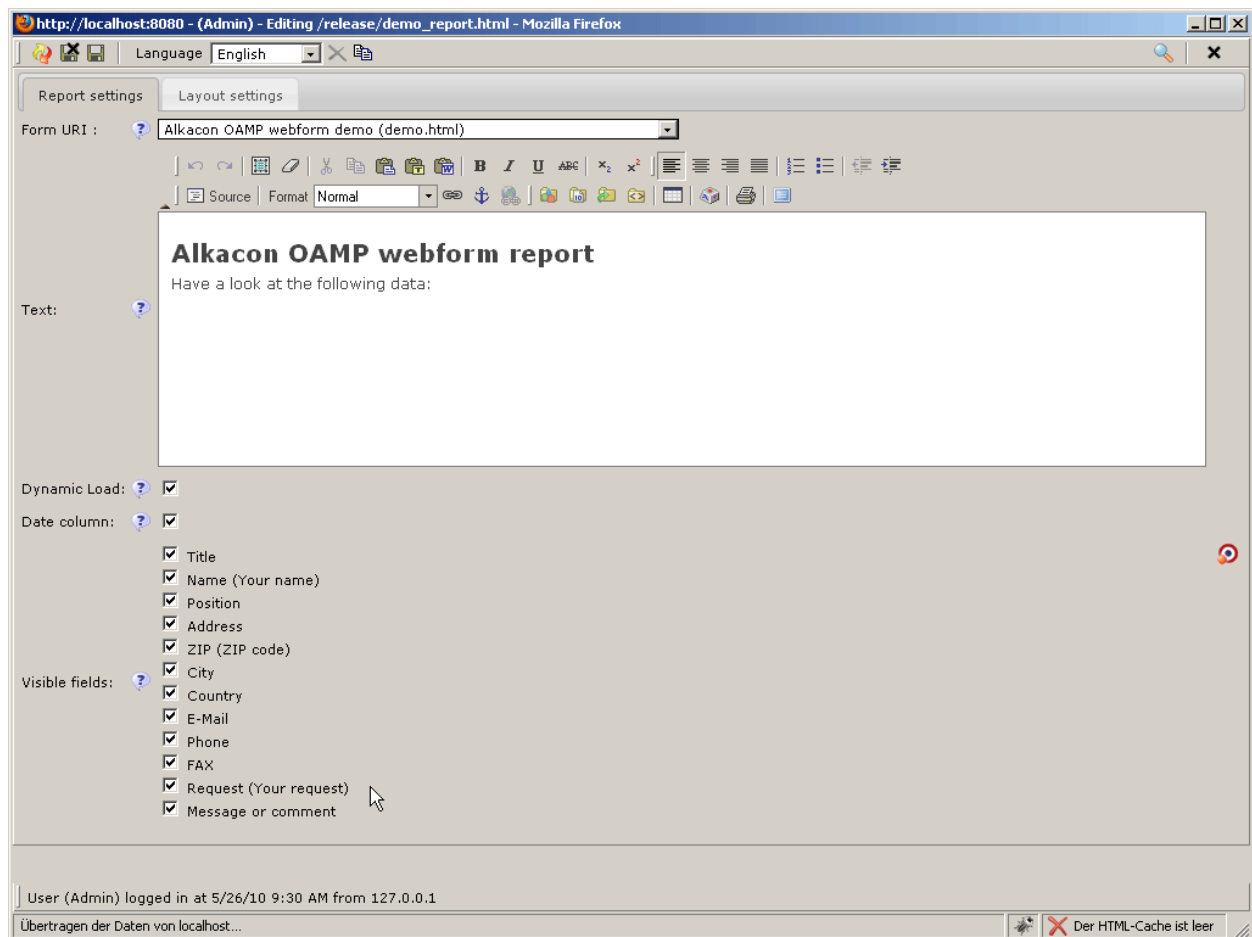 http://localhost:8080 - (Admin) - Editing /release/demo_report.html - Mozilla Firefox
Language English
Report settings Layout settings
Form URI : Alkacon OAMP webform demo (demo.html)
B I U ABC x₂ x²
Source Format Normal
Alkacon OAMP webform report
Have a look at the following data:
Text:
Dynamic Load:
Date column:
Title
Name (Your name)
Position
Address
ZIP (ZIP code)
City
Visible fields:
Country
E-Mail
Phone
FAX
Request (Your request)
Message or comment
User (Admin) logged in at 5/26/10 9:30 AM from 127.0.0.1
Übertragen der Daten von localhost... Der HTML-Cache ist leer